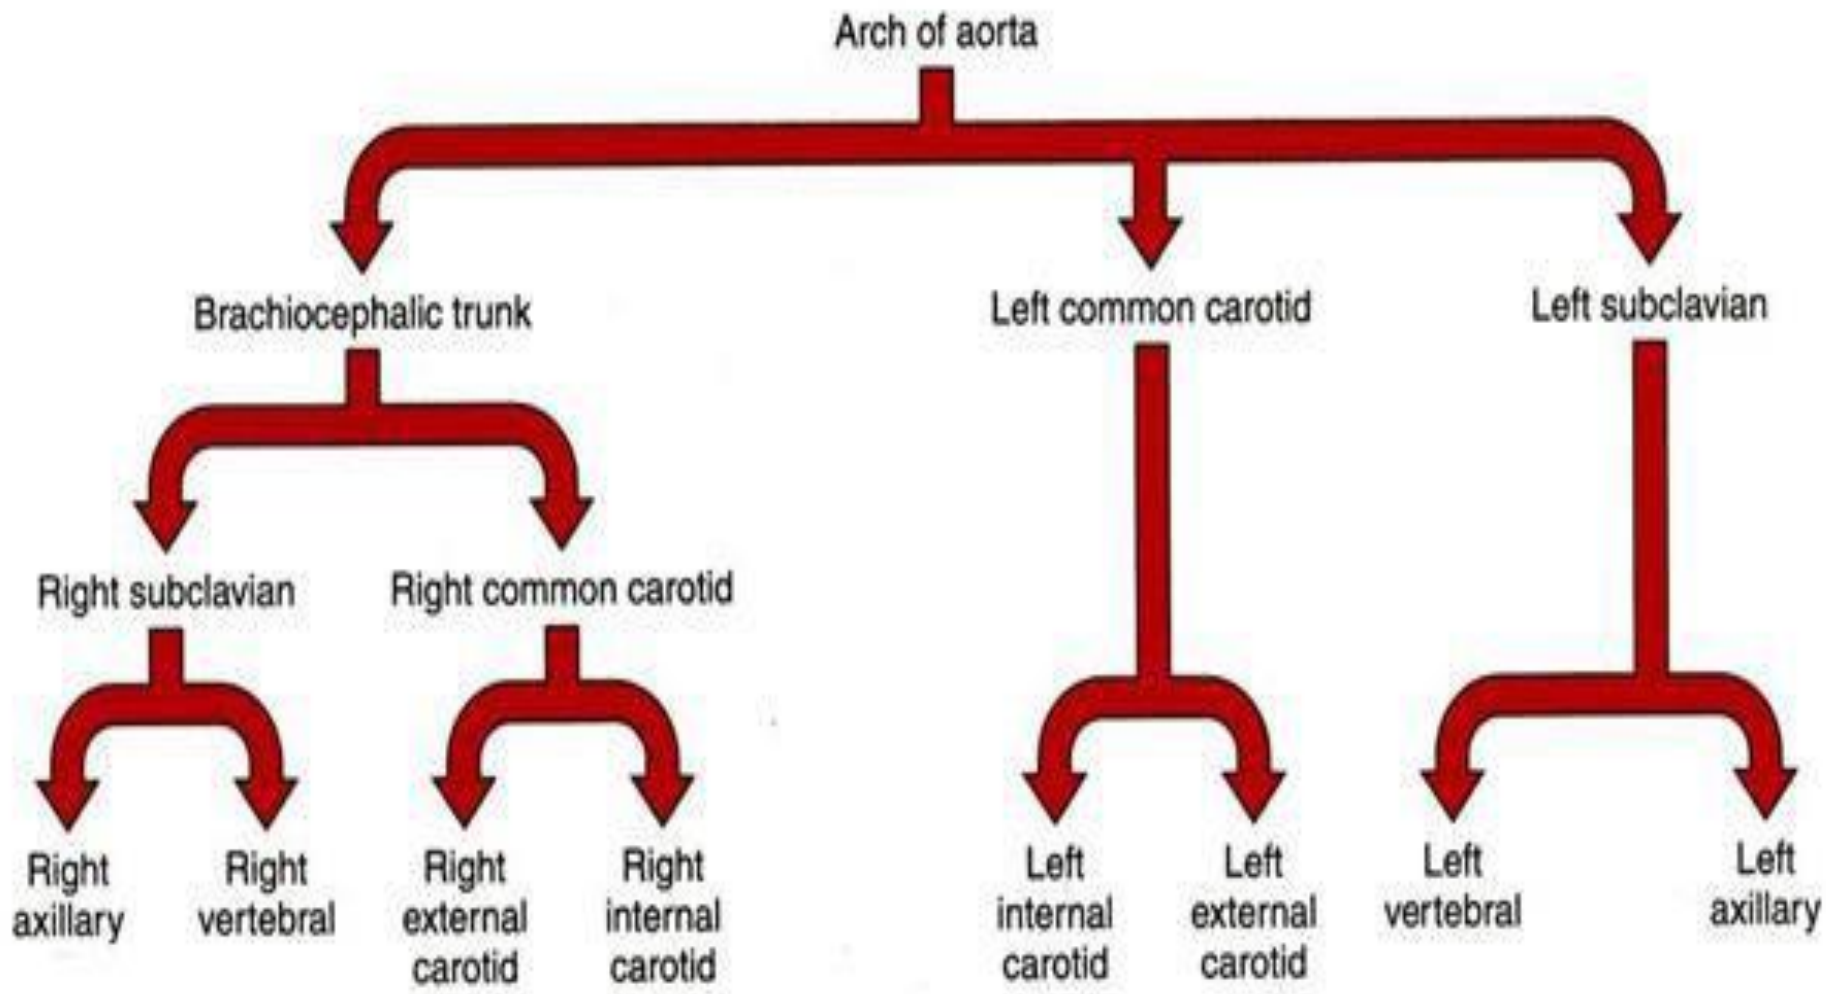 Arch of aorta
Brachiocephalic trunk
Left common carotid
Left subclavian
Right subclavian
Right common carotid
Right
axillary
Right
vertebral
Right
external
carotid
Right
internal
carotid
Left
internal
carotid
Left
external
carotid
Left
vertebral
Left
axillary